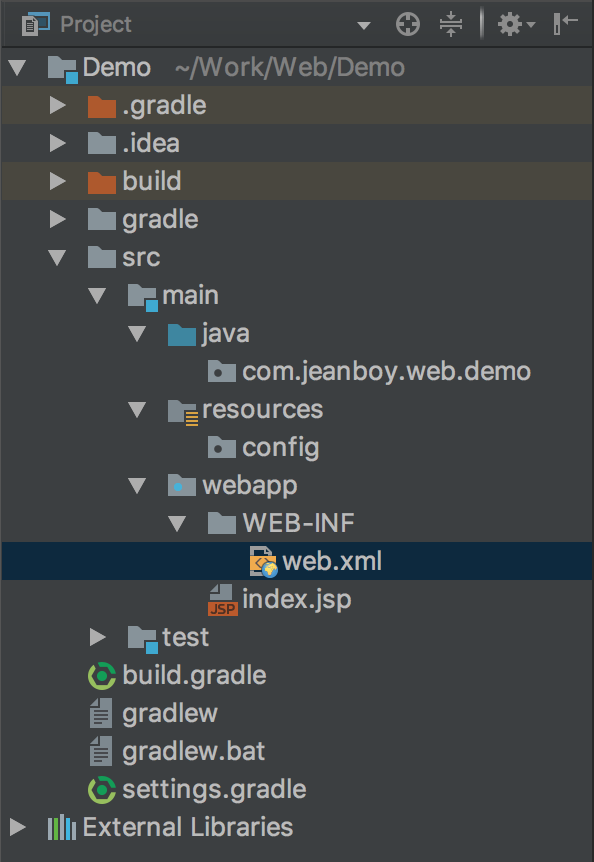 Project
Demo ~/Work/Web/Demo
.gradle
.idea
build
gradle
src
main
java
com.jeanboy.web.demo
resources
config
webapp
WEB-INF
web.xml
JSP index.jsp
test
build.gradle
gradlew
gradlew.bat
settings.gradle
External Libraries